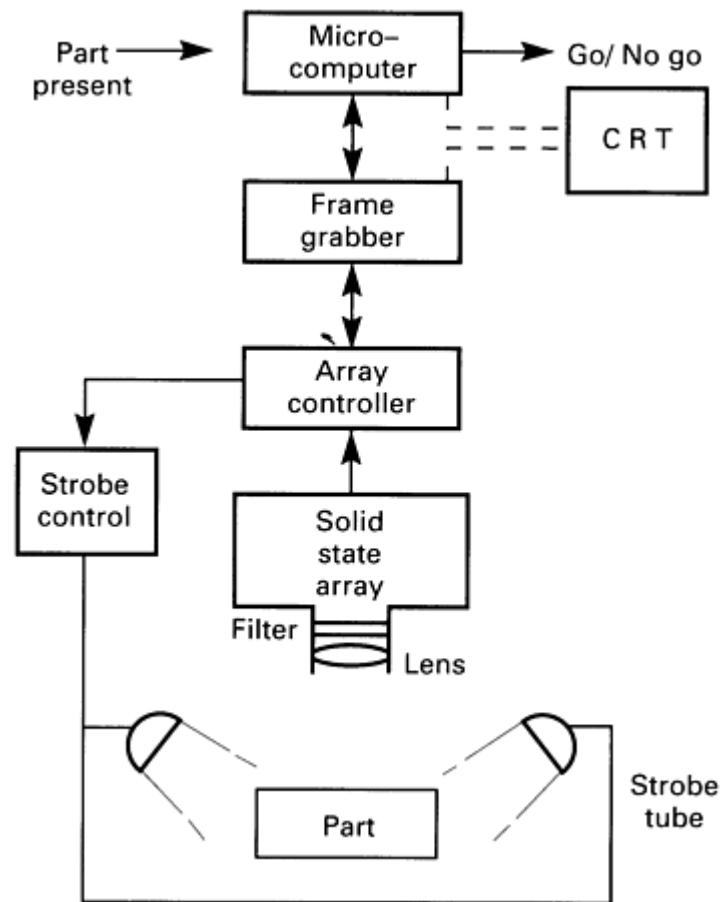 Part
present
Micro-
computer
Go/ No go
C R T
Frame
grabber
Array
controller
Strobe
control
Solid
state
array
Filter
Lens
Strobe
tube
Part